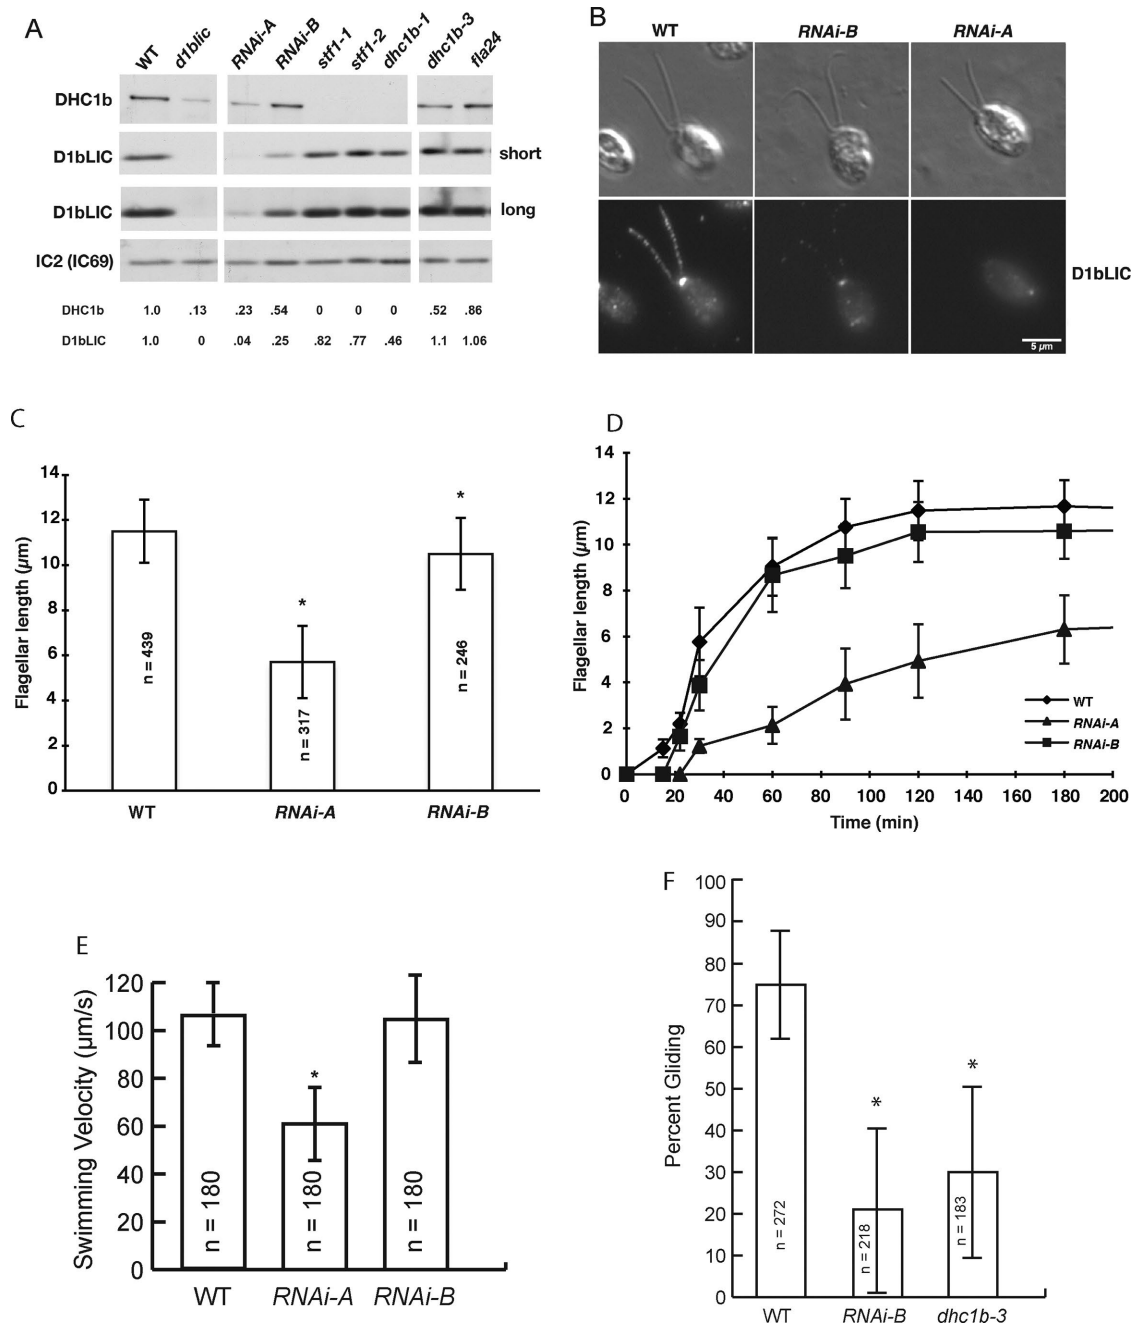 A
WT
d1blic
RNAi-A
RNAi-B
stf1-1
stf1-2
dhc1b-1
dhc1b-3
fla24
DHC1b
D1bLIC
short
D1bLIC
long
IC2 (IC69)
DHC1b 1.0 .13 .23 .54 0 0 0 .52 .86
D1bLIC 1.0 0 .04 .25 .82 .77 .46 1.1 1.06
B
WT RNAi-B RNAi-A
D1bLIC
5 µm
C
Flagellar length (µm)
14
12
10
8
6
4
2
0
*
*
n = 439
n = 317
n = 246
WT RNAi-A RNAi-B
D
Flagellar length (µm)
14
12
10
8
6
4
2
0
WT
RNAi-A
RNAi-B
0 20 40 60 80 100 120 140 160 180 200
Time (min)
E
Swimming Velocity (µm/s)
120
100
80
60
40
20
0
*
n = 180
n = 180
n = 180
WT RNAi-A RNAi-B
F
Percent Gliding
100
90
80
70
60
50
40
30
20
10
0
*
*
n = 272
n = 218
n = 183
WT RNAi-B dhc1b-3